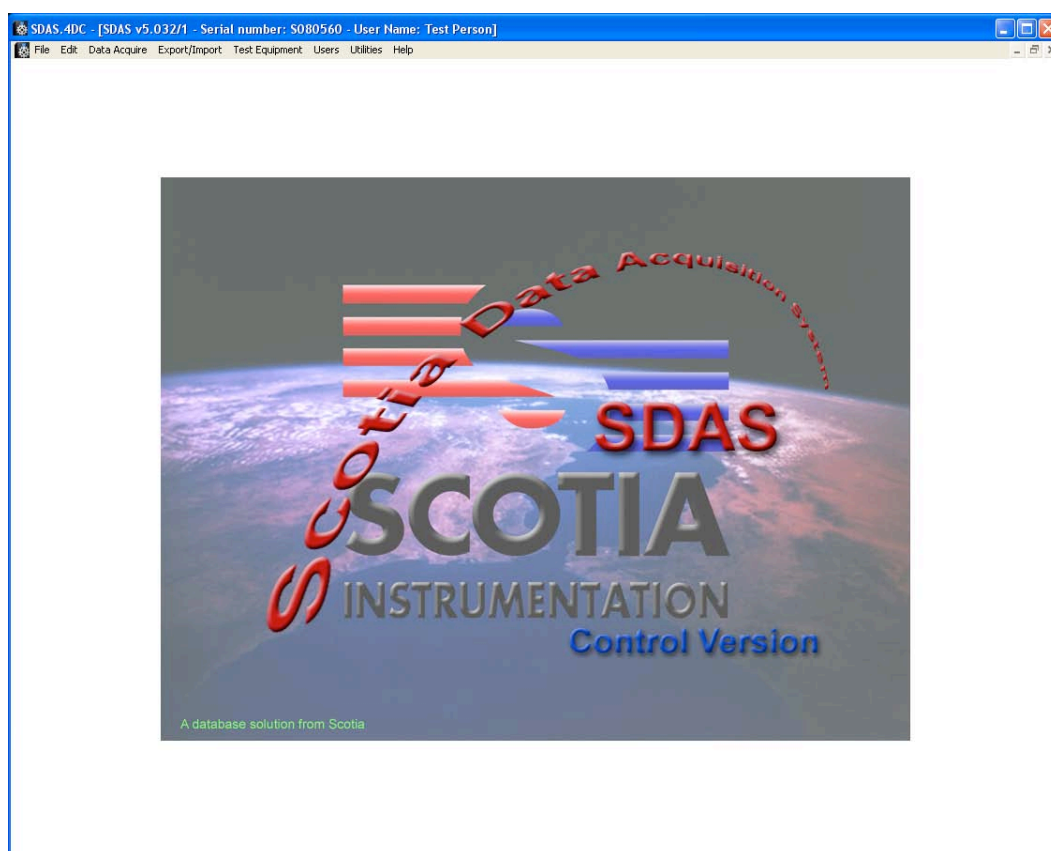 SDAS.4DC - [SDAS v5.032/1 - Serial number: S080560 - User Name: Test Person]
File Edit Data Acquire Export/Import Test Equipment Users Utilities Help
Scotia Data Acquisition System
SDAS
SCOTIA
INSTRUMENTATION
Control Version
A database solution from Scotia